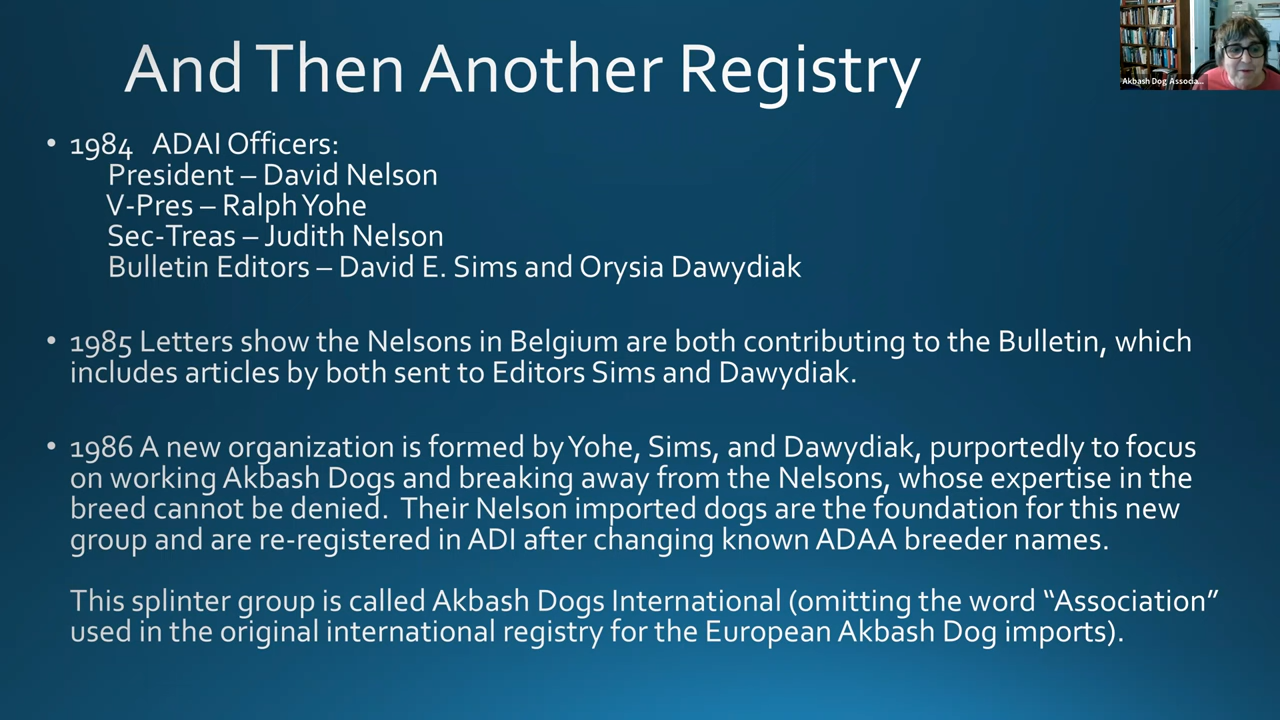 And Then Another Registry
Akbash Dog Associa...
• 1984 ADAI Officers:
President – David Nelson
V-Pres – Ralph Yohe
Sec-Treas – Judith Nelson
Bulletin Editors – David E. Sims and Orysia Dawydiak
• 1985 Letters show the Nelsons in Belgium are both contributing to the Bulletin, which
includes articles by both sent to Editors Sims and Dawydiak.
• 1986 A new organization is formed by Yohe, Sims, and Dawydiak, purportedly to focus
on working Akbash Dogs and breaking away from the Nelsons, whose expertise in the
breed cannot be denied. Their Nelson imported dogs are the foundation for this new
group and are re-registered in ADI after changing known ADAA breeder names.
This splinter group is called Akbash Dogs International (omitting the word “Association”
used in the original international registry for the European Akbash Dog imports).